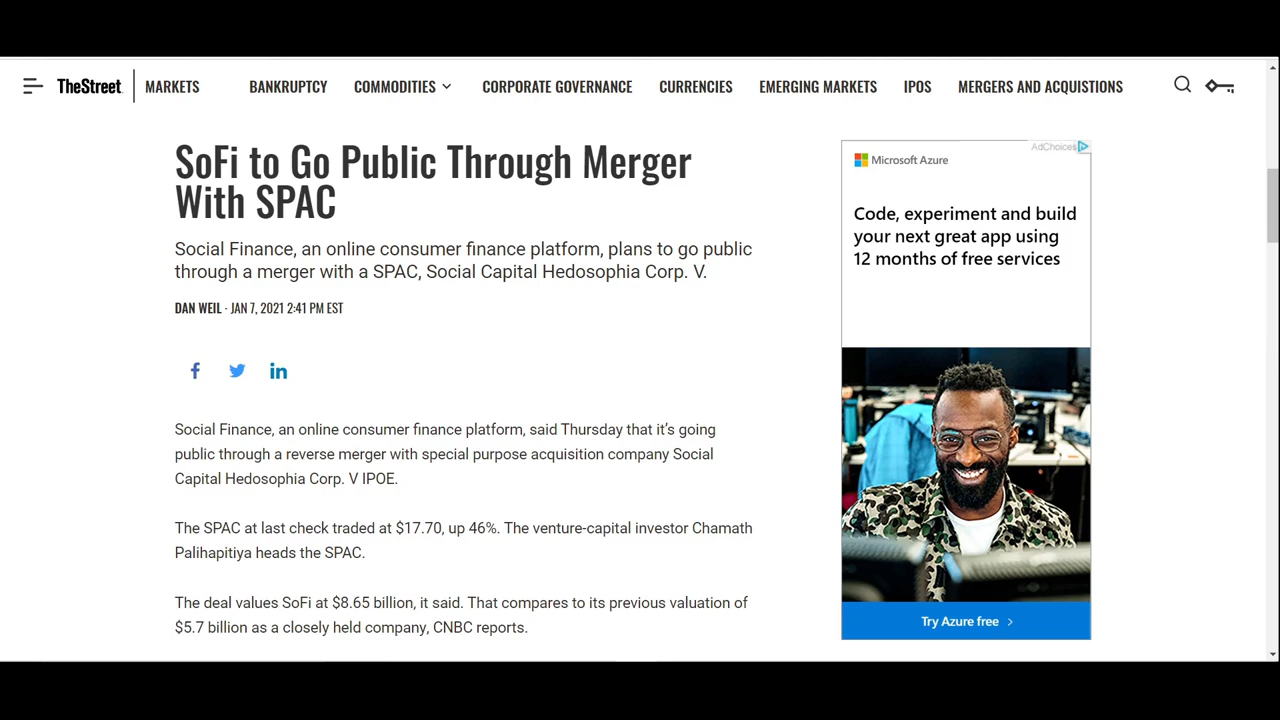 TheStreet
MARKETS
BANKRUPTCY
COMMODITIES
CORPORATE GOVERNANCE
CURRENCIES
EMERGING MARKETS
IPOS
MERGERS AND ACQUISTIONS
SoFi to Go Public Through Merger
With SPAC
Social Finance, an online consumer finance platform, plans to go public
through a merger with a SPAC, Social Capital Hedosophia Corp. V.
DAN WEIL · JAN 7, 2021 2:41 PM EST
f
in
Social Finance, an online consumer finance platform, said Thursday that it’s going
public through a reverse merger with special purpose acquisition company Social
Capital Hedosophia Corp. V IPOE.
The SPAC at last check traded at $17.70, up 46%. The venture-capital investor Chamath
Palihapitiya heads the SPAC.
The deal values SoFi at $8.65 billion, it said. That compares to its previous valuation of
$5.7 billion as a closely held company, CNBC reports.
AdChoices
Microsoft Azure
Code, experiment and build
your next great app using
12 months of free services
Try Azure free >